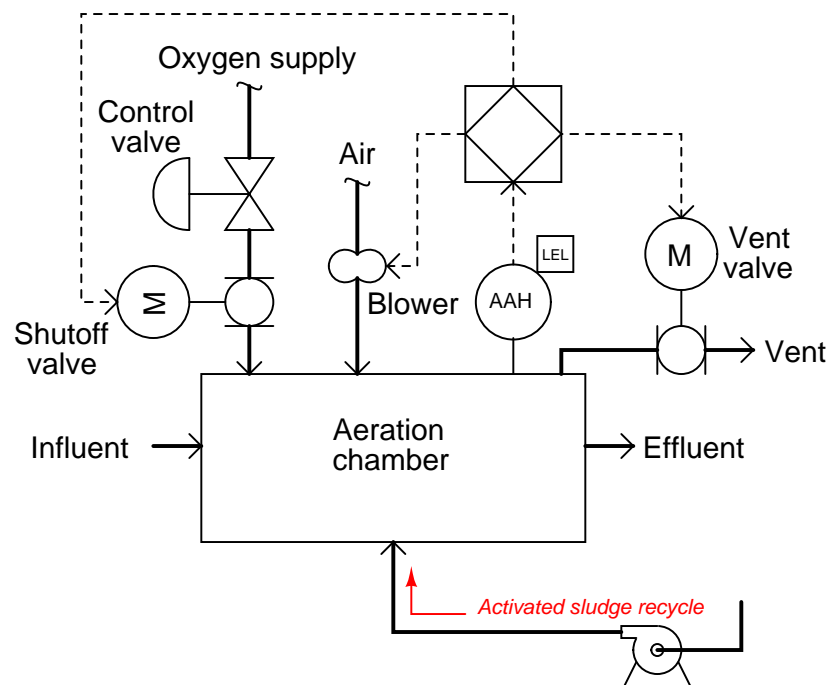 Oxygen supply
Control
valve
Air
LEL
M
Vent
valve
AAH
M
Blower
Shutoff
valve
Vent
Influent
Aeration
chamber
Effluent
Activated sludge recycle